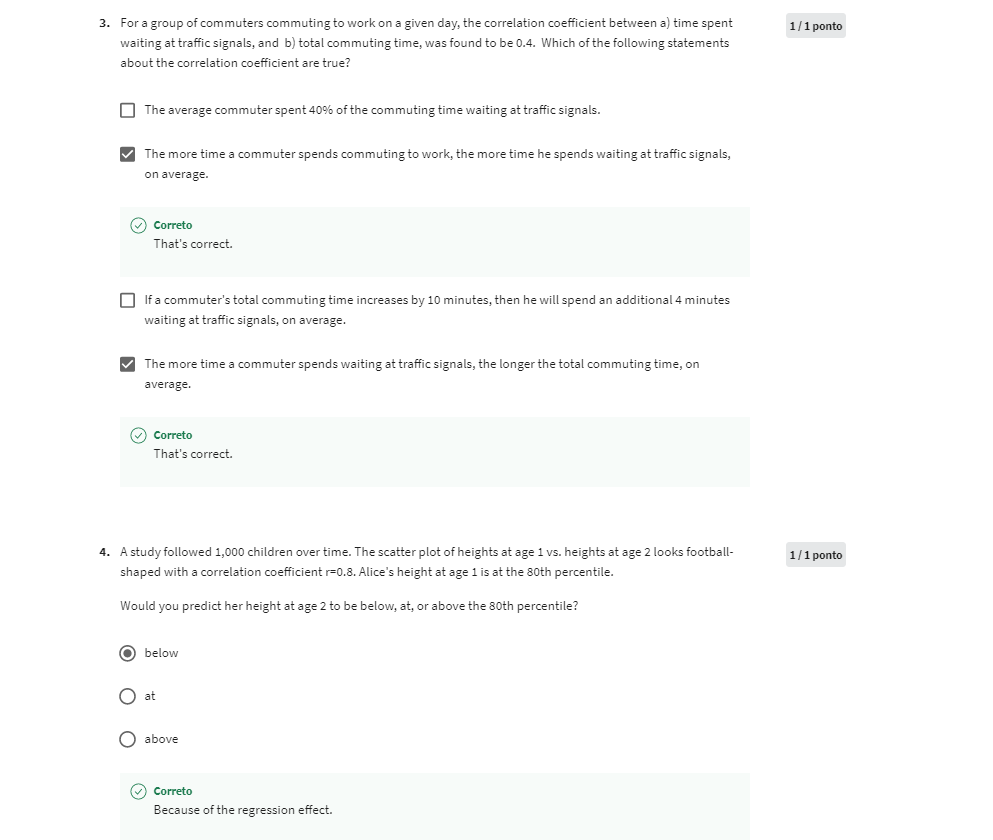 3. For a group of commuters commuting to work on a given day, the correlation coefficient between a) time spent
waiting at traffic signals, and b) total commuting time, was found to be 0.4. Which of the following statements
about the correlation coefficient are true?
1 / 1 ponto
The average commuter spent 40% of the commuting time waiting at traffic signals.
The more time a commuter spends commuting to work, the more time he spends waiting at traffic signals,
on average.
Correto
That's correct.
If a commuter's total commuting time increases by 10 minutes, then he will spend an additional 4 minutes
waiting at traffic signals, on average.
The more time a commuter spends waiting at traffic signals, the longer the total commuting time, on
average.
Correto
That's correct.
4. A study followed 1,000 children over time. The scatter plot of heights at age 1 vs. heights at age 2 looks football-
shaped with a correlation coefficient r=0.8. Alice's height at age 1 is at the 80th percentile.
1 / 1 ponto
Would you predict her height at age 2 to be below, at, or above the 80th percentile?
below
at
above
Correto
Because of the regression effect.